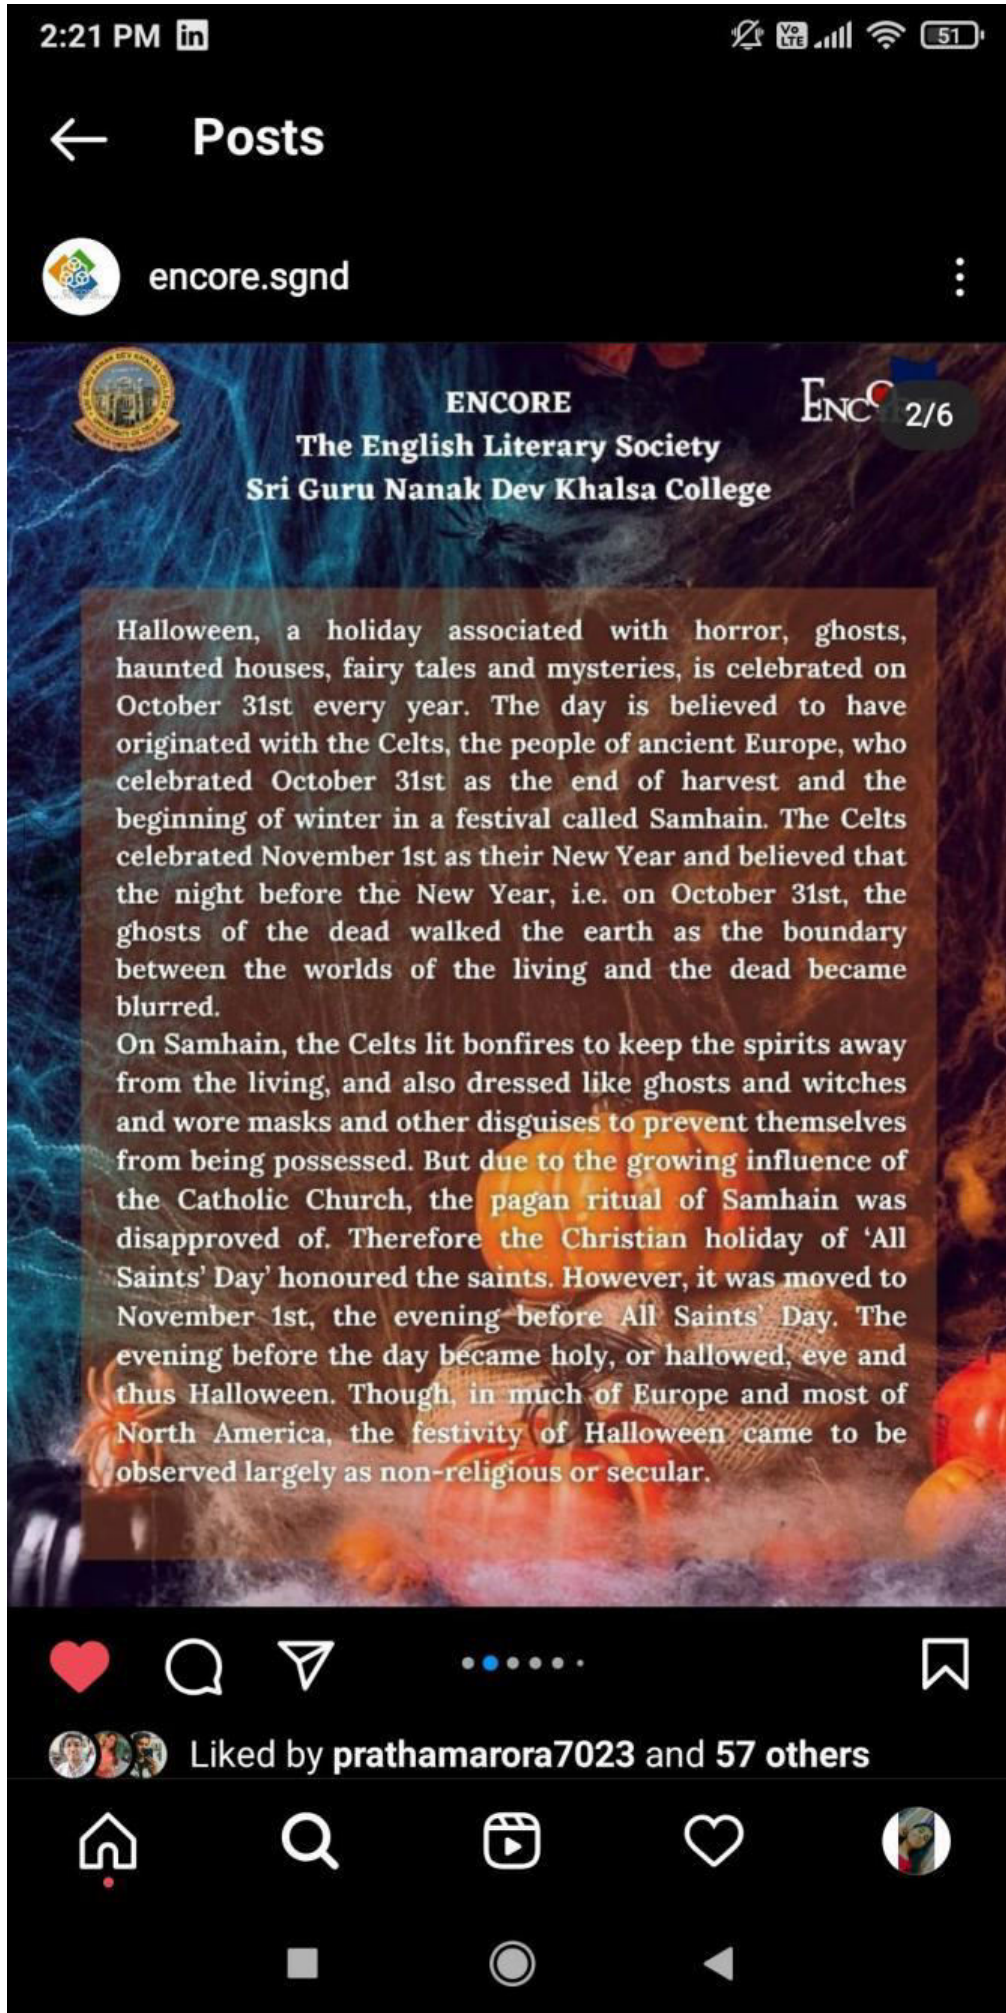 2:21 PM in
Vo LTE 51
Posts
encore.sgnd
2/6
ENCORE
The English Literary Society
Sri Guru Nanak Dev Khalsa College
Halloween, a holiday associated with horror, ghosts,
haunted houses, fairy tales and mysteries, is celebrated on
October 31st every year. The day is believed to have
originated with the Celts, the people of ancient Europe, who
celebrated October 31st as the end of harvest and the
beginning of winter in a festival called Samhain. The Celts
celebrated November 1st as their New Year and believed that
the night before the New Year, i.e. on October 31st, the
ghosts of the dead walked the earth as the boundary
between the worlds of the living and the dead became
blurred.
On Samhain, the Celts lit bonfires to keep the spirits away
from the living, and also dressed like ghosts and witches
and wore masks and other disguises to prevent themselves
from being possessed. But due to the growing influence of
the Catholic Church, the pagan ritual of Samhain was
disapproved of. Therefore the Christian holiday of ‘All
Saints’ Day’ honoured the saints. However, it was moved to
November 1st, the evening before All Saints’ Day. The
evening before the day became holy, or hallowed, eve and
thus Halloween. Though, in much of Europe and most of
North America, the festivity of Halloween came to be
observed largely as non-religious or secular.
Liked by prathamarora7023 and 57 others